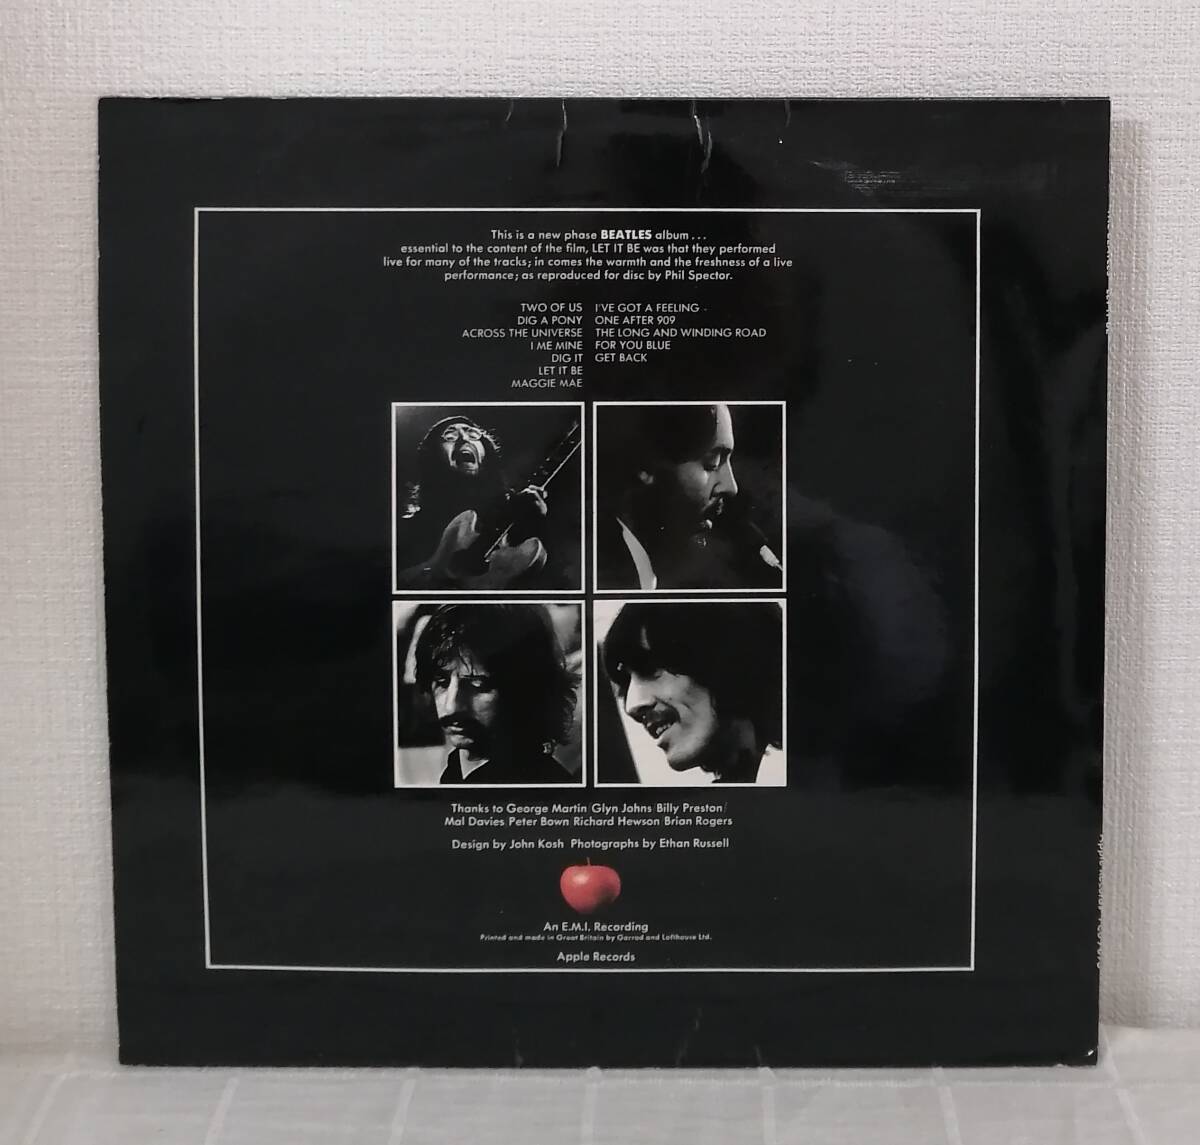 This is a new phase BEATLES album . . .
essential to the content of the film, LET IT BE was that they performed
live for many of the tracks; in comes the warmth and the freshness of a live
performance; as reproduced for disc by Phil Spector.
TWO OF US
DIG A PONY
ACROSS THE UNIVERSE
I ME MINE
DIG IT
LET IT BE
MAGGIE MAE
I'VE GOT A FEELING
ONE AFTER 909
THE LONG AND WINDING ROAD
FOR YOU BLUE
GET BACK
Thanks to George Martin/Glyn Johns/Billy Preston/
Mal Davies/Peter Bown/Richard Hewson/Brian Rogers
Design by John Kosh Photographs by Ethan Russell
An E.M.I. Recording
Printed and made in Great Britain by Garrod and Lofthouse Ltd.
Apple Records